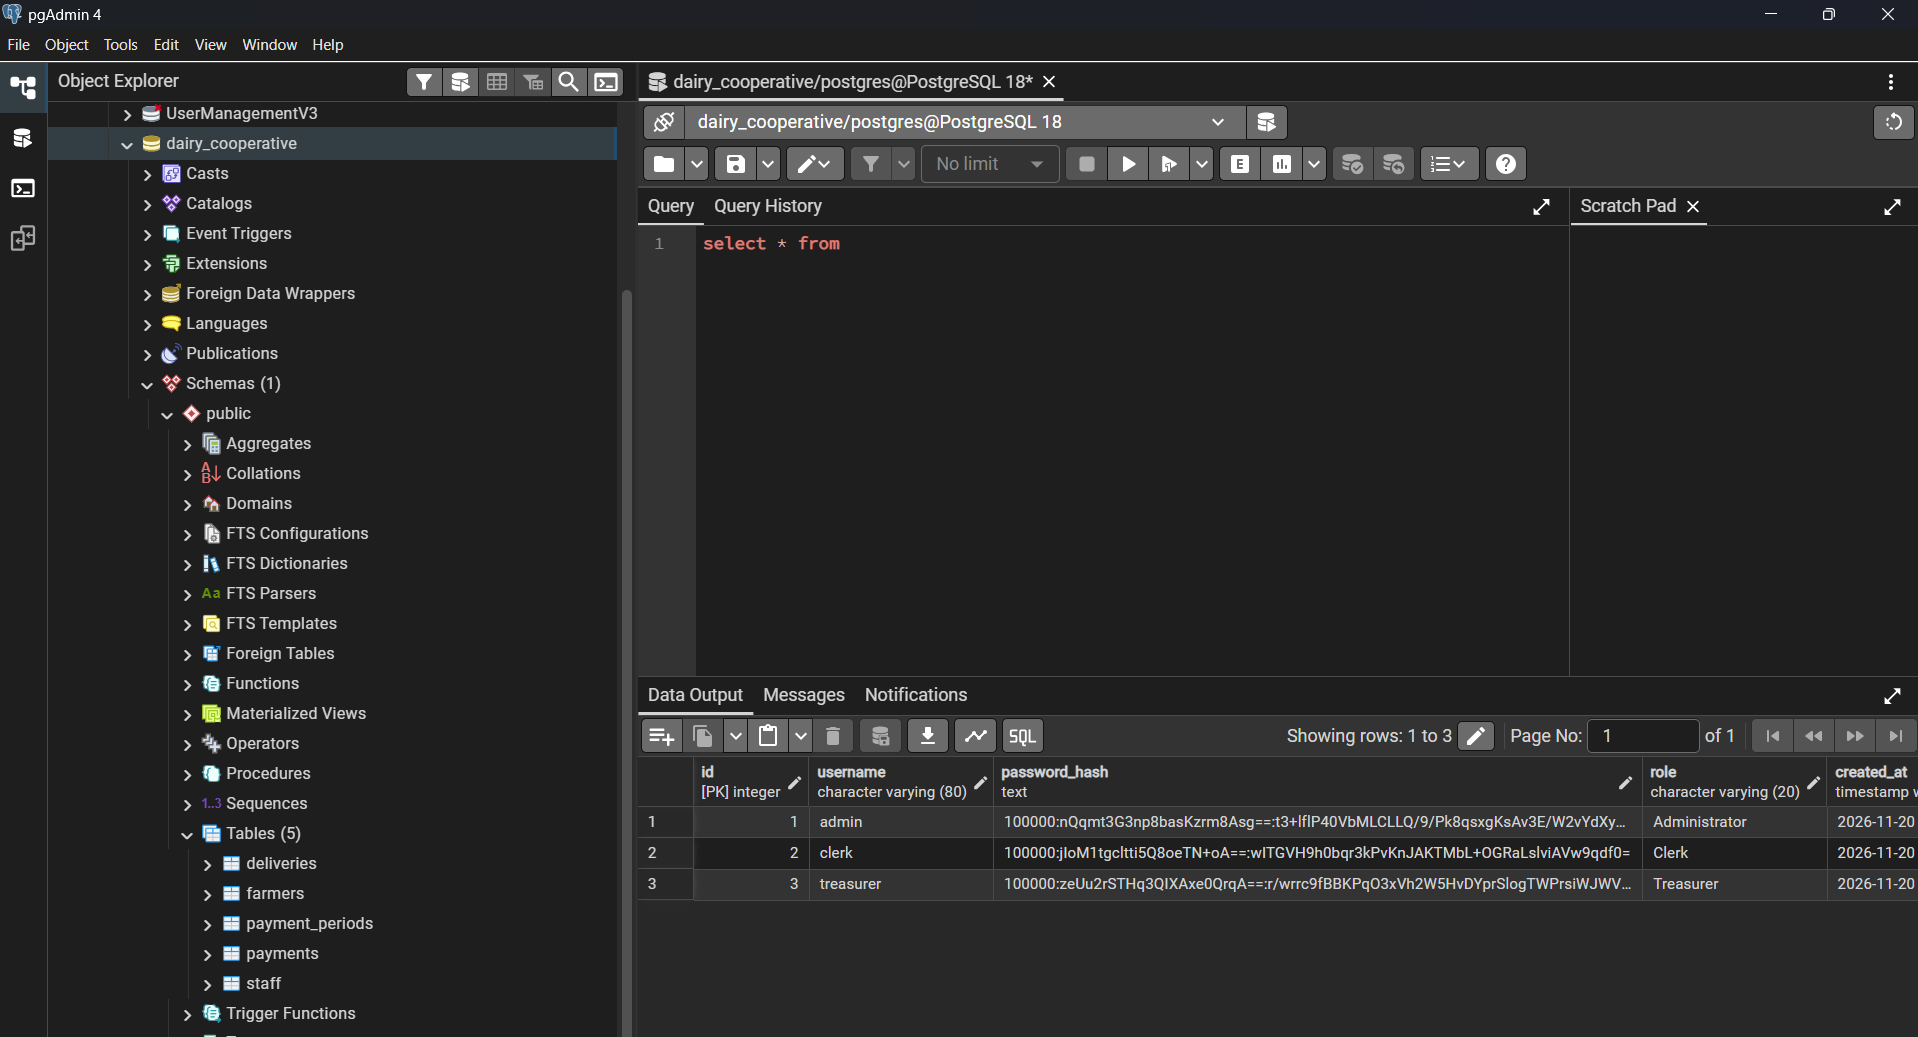 pgAdmin 4
File Object Tools Edit View Window Help
Object Explorer
UserManagementV3
dairy_cooperative
Casts
Catalogs
Event Triggers
Extensions
Foreign Data Wrappers
Languages
Publications
Schemas (1)
public
Aggregates
Collations
Domains
FTS Configurations
FTS Dictionaries
Aa FTS Parsers
FTS Templates
Foreign Tables
Functions
Materialized Views
Operators
Procedures
1..3 Sequences
Tables (5)
deliveries
farmers
payment_periods
payments
staff
Trigger Functions
dairy_cooperative/postgres@PostgreSQL 18*
dairy_cooperative/postgres@PostgreSQL 18
No limit
E
Query Query History
Scratch Pad
1 select * from
Data Output Messages Notifications
SQL
Showing rows: 1 to 3 Page No: 1 of 1
id username password_hash role created_at
[PK] integer character varying (80) text character varying (20) timestamp w
1 1 admin 100000:nQqmt3G3np8basKzrm8Asg==:t3+IflP40VbMLCLLQ/9/Pk8qsxgKsAv3E/W2vYdXy... Administrator 2026-11-20
2 2 clerk 100000:jIoM1tgcltti5Q8oeTN+oA==:wITGVH9h0bqr3kPvKnJAKTMbL+OGRaLslviAVw9qdf0= Clerk 2026-11-20
3 3 treasurer 100000:zeUu2rSTHq3QIXAxe0QrqA==:r/wrrc9fBBKPqO3xVh2W5HvDYprSlogTWPrsiWJWV... Treasurer 2026-11-20